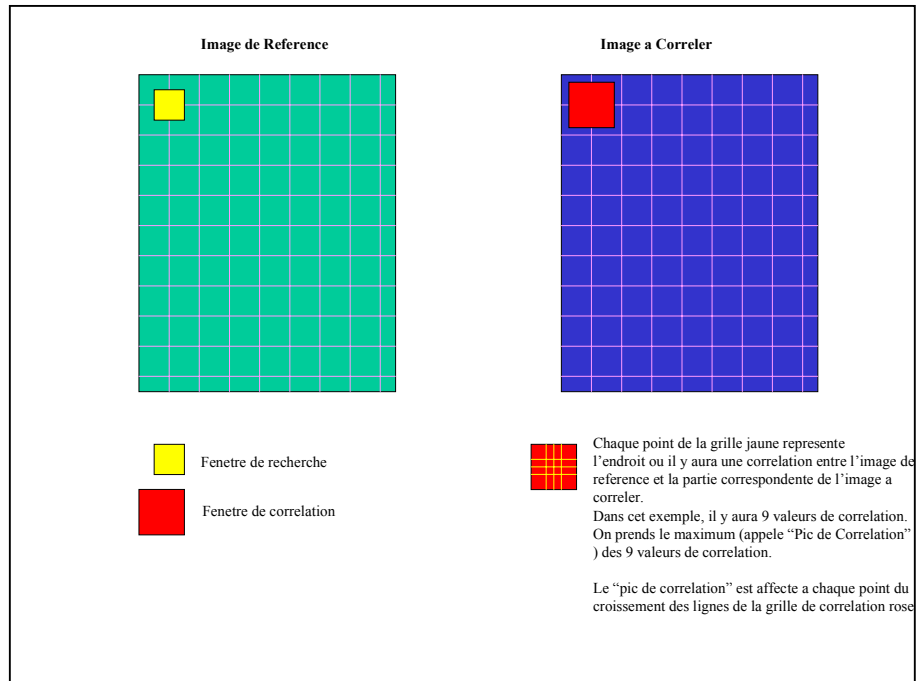 Image de Reference
Image a Correler
Fenetre de recherche
Fenetre de correlation
Chaque point de la grille jaune represente
l'endroit ou il y aura une correlation entre l'image de
reference et la partie correspondente de l'image a
correler.
Dans cet exemple, il y aura 9 valeurs de correlation.
On prends le maximum (appele “Pic de Correlation”
) des 9 valeurs de correlation.
Le “pic de correlation” est affecte a chaque point du
croissement des lignes de la grille de correlation rose